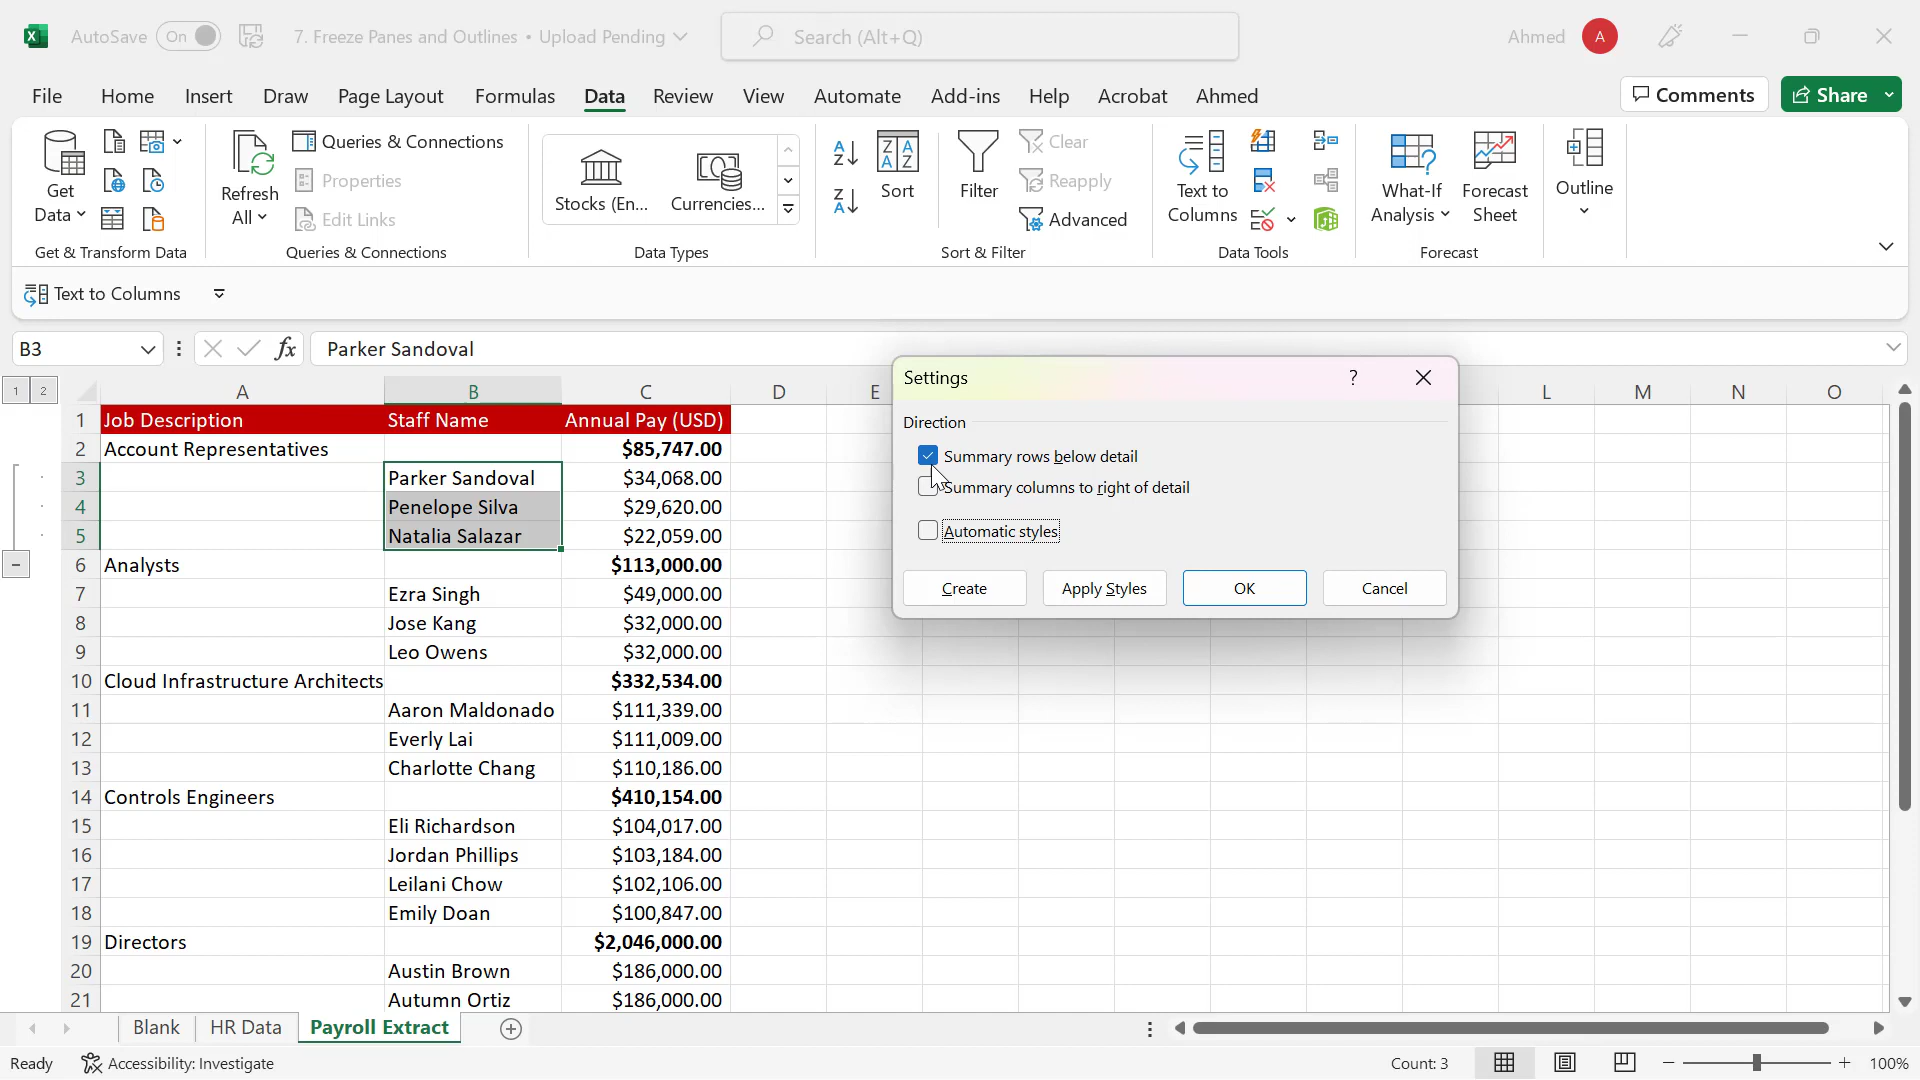 AutoSave On 7. Freeze Panes and Outlines • Upload Pending Search (Alt+Q) Ahmed A
File Home Insert Draw Page Layout Formulas Data Review View Automate Add-ins Help Acrobat Ahmed Comments Share
Get Data
Refresh All
Queries & Connections
Properties
Edit Links
Stocks (En... Currencies...
Sort
Filter
Clear
Reapply
Advanced
Text to Columns
What-If Analysis
Forecast Sheet
Outline
Get & Transform Data Queries & Connections Data Types Sort & Filter Data Tools Forecast
Text to Columns
B3 fx Parker Sandoval
1 2 A B C D E L M N O
1 Job Description Staff Name Annual Pay (USD)
2 Account Representatives $85,747.00
3 Parker Sandoval $34,068.00
4 Penelope Silva $29,620.00
5 Natalia Salazar $22,059.00
6 Analysts $113,000.00
7 Ezra Singh $49,000.00
8 Jose Kang $32,000.00
9 Leo Owens $32,000.00
10 Cloud Infrastructure Architects $332,534.00
11 Aaron Maldonado $111,339.00
12 Everly Lai $111,009.00
13 Charlotte Chang $110,186.00
14 Controls Engineers $410,154.00
15 Eli Richardson $104,017.00
16 Jordan Phillips $103,184.00
17 Leilani Chow $102,106.00
18 Emily Doan $100,847.00
19 Directors $2,046,000.00
20 Austin Brown $186,000.00
21 Autumn Ortiz $186,000.00
Settings ?
Direction
Summary rows below detail
Summary columns to right of detail
Automatic styles
Create Apply Styles OK Cancel
Blank HR Data Payroll Extract
Ready Accessibility: Investigate Count: 3 100%